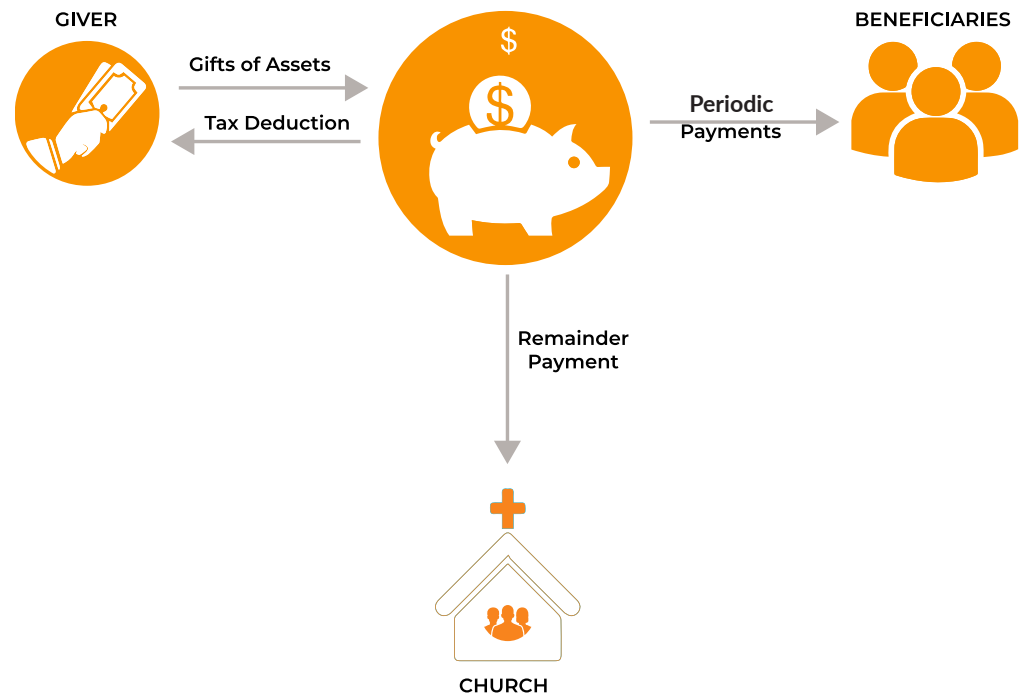 GIVER
BENEFICIARIES
$
Gifts of Assets
$
Tax Deduction
Periodic
Payments
Remainder
Payment
CHURCH